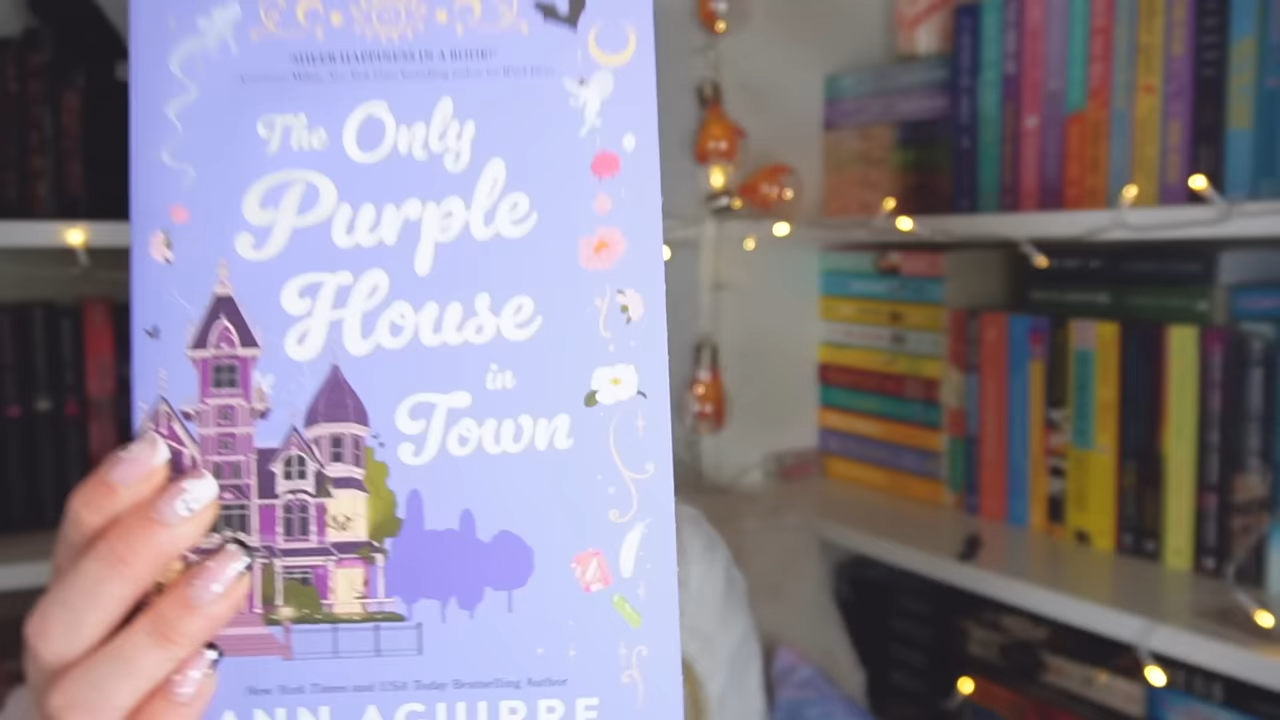 "SHEER HAPPINESS IN A BOOK!"
The Only
Purple
House
in
Town
New York Times and USA Today Bestselling Author
ANN AGUIRRE